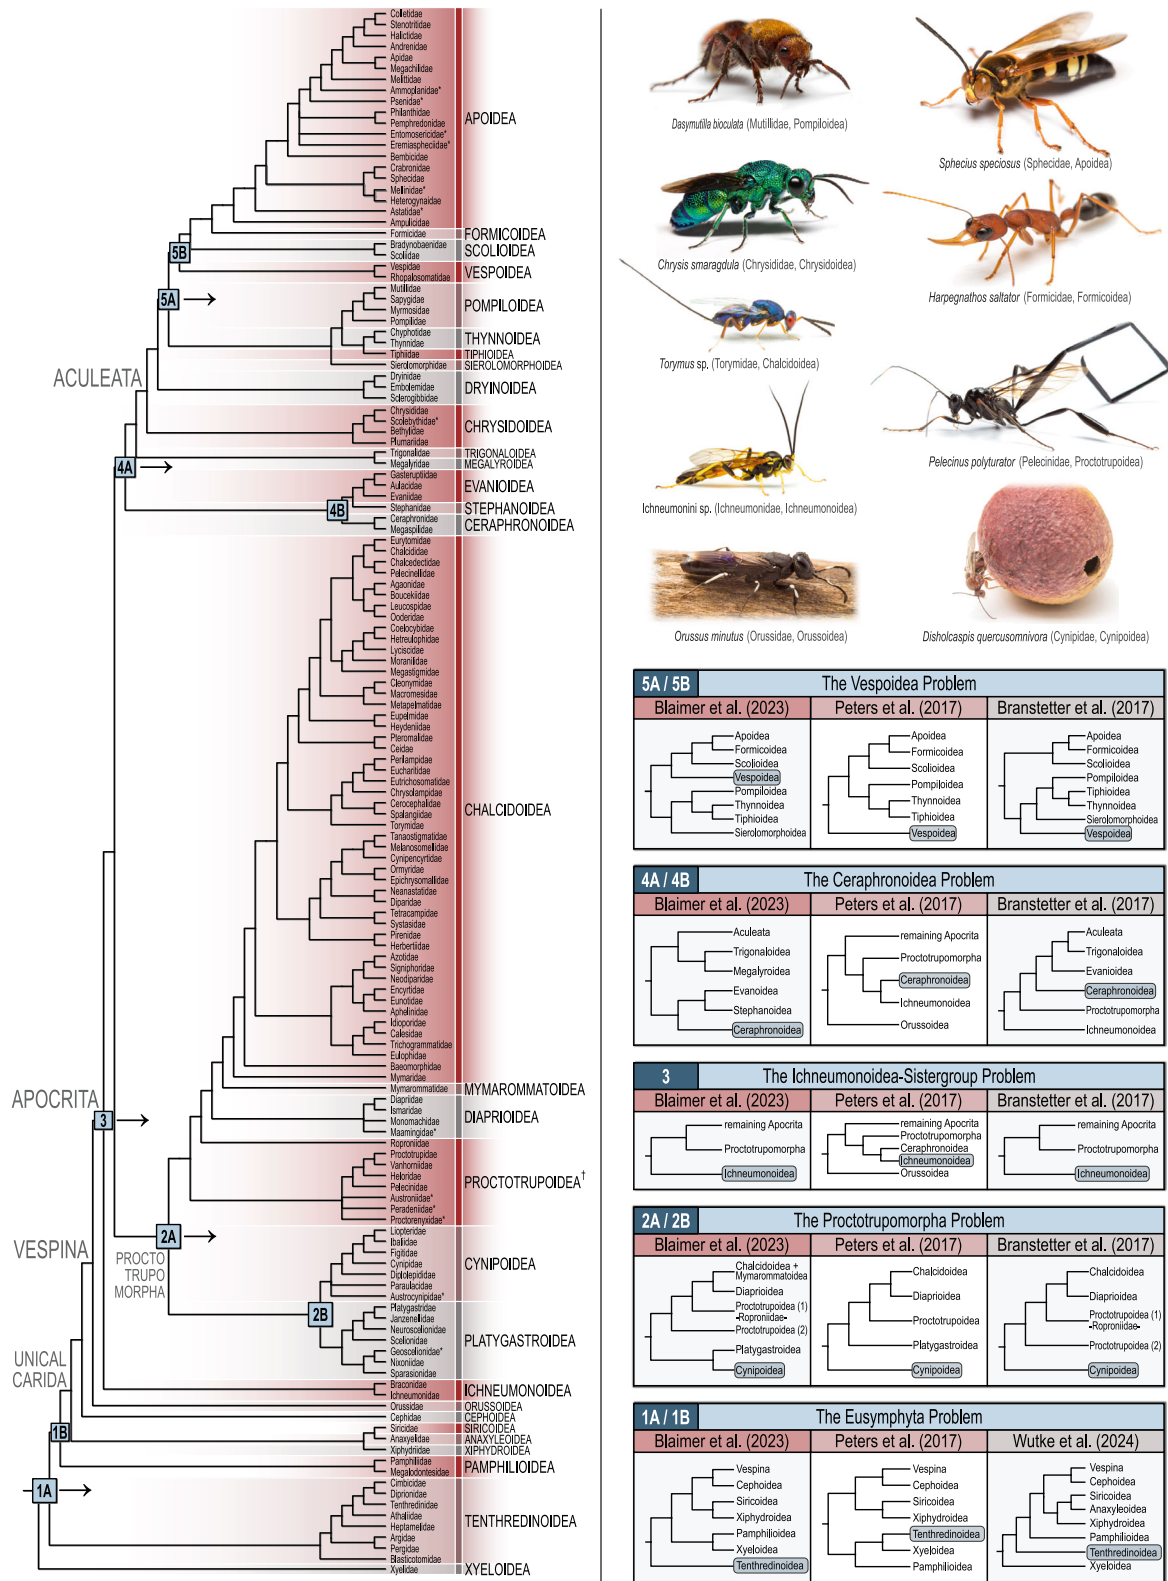 Colletidae
Stenotritidae
Halictidae
Andrenidae
Apidae
Megachilidae
Melittidae
Ammoplanidae*
Psenidae*
Philanthidae
Pemphredonidae
Entomosericidae*
Eremiaspheciidae*
Bembicidae
Crabronidae
Sphecidae
Mellinidae*
Heterogynaidae
Astatidae*
Ampulicidae
APOIDEA
Formicidae
FORMICOIDEA
Bradynobaenidae
Scoliidae
SCOLIOIDEA
Vespidae
Rhopalosomatidae
VESPOIDEA
Mutillidae
Sapygidae
Myrmosidae
Pompilidae
POMPILOIDEA
Chyphotidae
Thynnidae
THYNNOIDEA
Tiphiidae
TIPHIOIDEA
Sierolomorphidae
SIEROLOMORPHOIDEA
Dryinidae
Embolemidae
Sclerogibbidae
DRYINOIDEA
Chrysididae
Scolebythidae*
Bethylidae
Plumariidae
CHRYSIDOIDEA
Trigonalidae
TRIGONALOIDEA
Megalyridae
MEGALYROIDEA
Gasteruptiidae
Aulacidae
Evaniidae
EVANIOIDEA
Stephanidae
STEPHANOIDEA
Ceraphronidae
Megaspilidae
CERAPHRONOIDEA
Eurytomidae
Chalcididae
Chalcedectidae
Pelecinellidae
Agaonidae
Boucekiidae
Leucospidae
Ooderidae
Coelocybidae
Hetreulophidae
Lyciscidae
Moranilidae
Megastigmidae
Cleonymidae
Macromesidae
Metapelmatidae
Eupelmidae
Heydeniidae
Pteromalidae
Ceidae
Perilampidae
Eucharitidae
Eutrichosomatidae
Chrysolampidae
Cerocephalidae
Spalangiidae
Torymidae
Tanaostigmatidae
Melanosomellidae
Cynipencyrtidae
Ormyridae
Epichrysomallidae
Neanastatidae
Diparidae
Tetracampidae
Systasidae
Pirenidae
Herbertiidae
Azotidae
Signiphoridae
Neodiparidae
Encyrtidae
Eunotidae
Aphelinidae
Idioporidae
Calesidae
Trichogrammatidae
Eulophidae
Baeomorphidae
Mymaridae
CHALCIDOIDEA
Mymarommatidae
MYMAROMMATOIDEA
Diapriidae
Ismaridae
Monomachidae
Maamingidae*
DIAPRIOIDEA
Roproniidae
Proctotrupidae
Vanhorniidae
Heloridae
Pelecinidae
Austroniidae*
Peradeniidae*
Proctorenyxidae*
PROCTOTRUPOIDEA†
Liopteridae
Ibaliidae
Figitidae
Cynipidae
Diplolepididae
Paraulacidae
Austrocynipidae*
CYNIPOIDEA
Platygastridae
Janzenellidae
Neuroscelionidae
Scelionidae
Geoscelionidae*
Nixoniidae
Sparasionidae
PLATYGASTROIDEA
Braconidae
Ichneumonidae
ICHNEUMONOIDEA
Orussidae
ORUSSOIDEA
Cephidae
CEPHOIDEA
Siricidae
SIRICOIDEA
Anaxyelidae
ANAXYLEOIDEA
Xiphydriidae
XIPHYDROIDEA
Pamphiliidae
Megalodontesidae
PAMPHILIOIDEA
Cimbicidae
Diprionidae
Tenthredinidae
Athaliidae
Heptamelidae
Argidae
Pergidae
Blasticotomidae
TENTHREDINOIDEA
Xyelidae
XYELOIDEA
5B
5A
ACULEATA
4A
4B
APOCRITA
3
2A
VESPINA
PROCTO
TRUPO
MORPHA
2B
UNICAL
CARIDA
1B
1A
Dasymutilla bioculata (Mutillidae, Pompiloidea)
Sphecius speciosus (Sphecidae, Apoidea)
Chrysis smaragdula (Chrysididae, Chrysidoidea)
Harpegnathos saltator (Formicidae, Formicoidea)
Torymus sp. (Torymidae, Chalcidoidea)
Pelecinus polyturator (Pelecinidae, Proctotrupoidea)
Ichneumonini sp. (Ichneumonidae, Ichneumonoidea)
Orussus minutus (Orussidae, Orussoidea)
Disholcaspis quercusomnivora (Cynipidae, Cynipoidea)
5A / 5B The Vespoidea Problem
Blaimer et al. (2023) Peters et al. (2017) Branstetter et al. (2017)
Apoidea
Formicoidea
Scolioidea
Vespoidea
Pompiloidea
Thynnoidea
Tiphioidea
Sierolomorphoidea
Apoidea
Formicoidea
Scolioidea
Pompiloidea
Thynnoidea
Tiphioidea
Vespoidea
Apoidea
Formicoidea
Scolioidea
Pompiloidea
Tiphioidea
Thynnoidea
Sierolomorphoidea
Vespoidea
4A / 4B The Ceraphronoidea Problem
Blaimer et al. (2023) Peters et al. (2017) Branstetter et al. (2017)
Aculeata
Trigonaloidea
Megalyroidea
Evanoidea
Stephanoidea
Ceraphronoidea
remaining Apocrita
Proctotrupomorpha
Ceraphronoidea
Ichneumonoidea
Orussoidea
Aculeata
Trigonaloidea
Evanioidea
Ceraphronoidea
Proctotrupomorpha
Ichneumonoidea
3 The Ichneumonoidea-Sistergroup Problem
Blaimer et al. (2023) Peters et al. (2017) Branstetter et al. (2017)
remaining Apocrita
Proctotrupomorpha
Ichneumonoidea
remaining Apocrita
Proctotrupomorpha
Ceraphronoidea
Ichneumonoidea
Orussoidea
remaining Apocrita
Proctotrupomorpha
Ichneumonoidea
2A / 2B The Proctotrupomorpha Problem
Blaimer et al. (2023) Peters et al. (2017) Branstetter et al. (2017)
Chalcidoidea +
Mymarommatoidea
Diaprioidea
Proctotrupoidea (1)
-Roproniidae-
Proctotrupoidea (2)
Platygastroidea
Cynipoidea
Chalcidoidea
Diaprioidea
Proctotrupoidea
Platygastroidea
Cynipoidea
Chalcidoidea
Diaprioidea
Proctotrupoidea (1)
-Roproniidae-
Proctotrupoidea (2)
Cynipoidea
1A / 1B The Eusymphyta Problem
Blaimer et al. (2023) Peters et al. (2017) Wutke et al. (2024)
Vespina
Cephoidea
Siricoidea
Xiphydroidea
Pamphilioidea
Xyeloidea
Tenthredinoidea
Vespina
Cephoidea
Siricoidea
Xiphydroidea
Tenthredinoidea
Xyeloidea
Pamphilioidea
Vespina
Cephoidea
Siricoidea
Anaxyleoidea
Xiphydroidea
Pamphilioidea
Tenthredinoidea
Xyeloidea